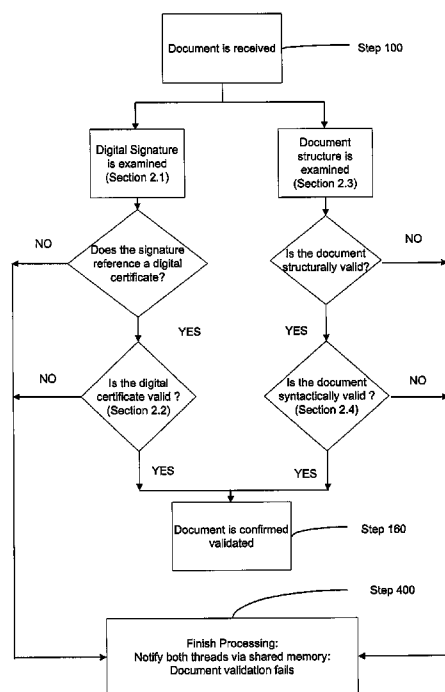 Document is received
Step 100
Digital Signature
is examined
(Section 2.1)
Document
structure is
examined
(Section 2.3)
NO
Does the signature
reference a digital
certificate?
Is the document
structurally valid?
NO
YES
YES
NO
Is the digital
certificate valid ?
(Section 2.2)
Is the document
syntactically valid ?
(Section 2.4)
NO
YES
YES
Document is confirmed
validated
Step 160
Step 400
Finish Processing:
Notify both threads via shared memory:
Document validation fails